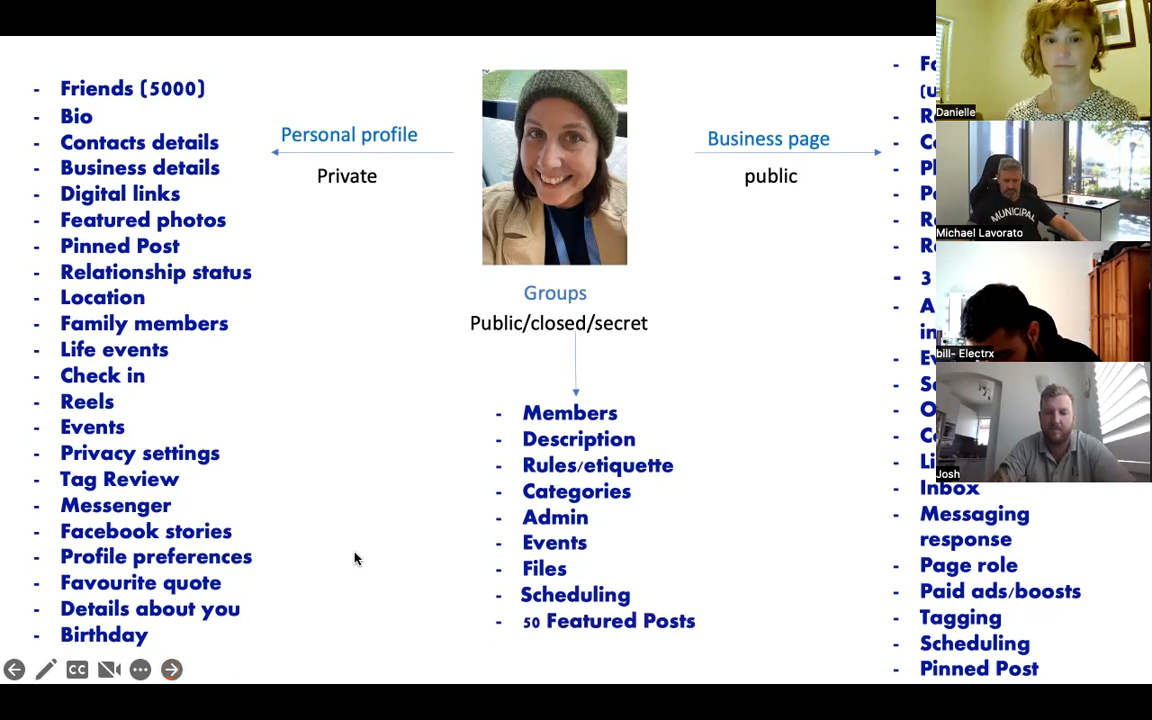 - Friends (5000)
- Bio
- Contacts details
- Business details
- Digital links
- Featured photos
- Pinned Post
- Relationship status
- Location
- Family members
- Life events
- Check in
- Reels
- Events
- Privacy settings
- Tag Review
- Messenger
- Facebook stories
- Profile preferences
- Favourite quote
- Details about you
- Birthday
Personal profile
Private
Groups
Public/closed/secret
- Members
- Description
- Rules/etiquette
- Categories
- Admin
- Events
- Files
- Scheduling
- 50 Featured Posts
Business page
public
- 3
- Inbox
- Messaging
response
- Page role
- Paid ads/boosts
- Tagging
- Scheduling
- Pinned Post
Danielle
MUNICIPAL
Michael Lavorato
bill- Electrx
Josh
CC